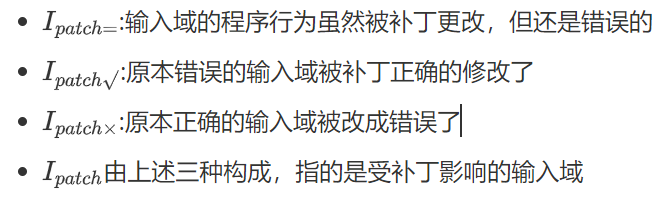 I_{patch=}:输入域的程序行为虽然被补丁更改，但还是错误的
I_{patch√}:原本错误的输入域被补丁正确的修改了
I_{patch×}:原本正确的输入域被改成错误了
I_{patch}由上述三种构成，指的是受补丁影响的输入域